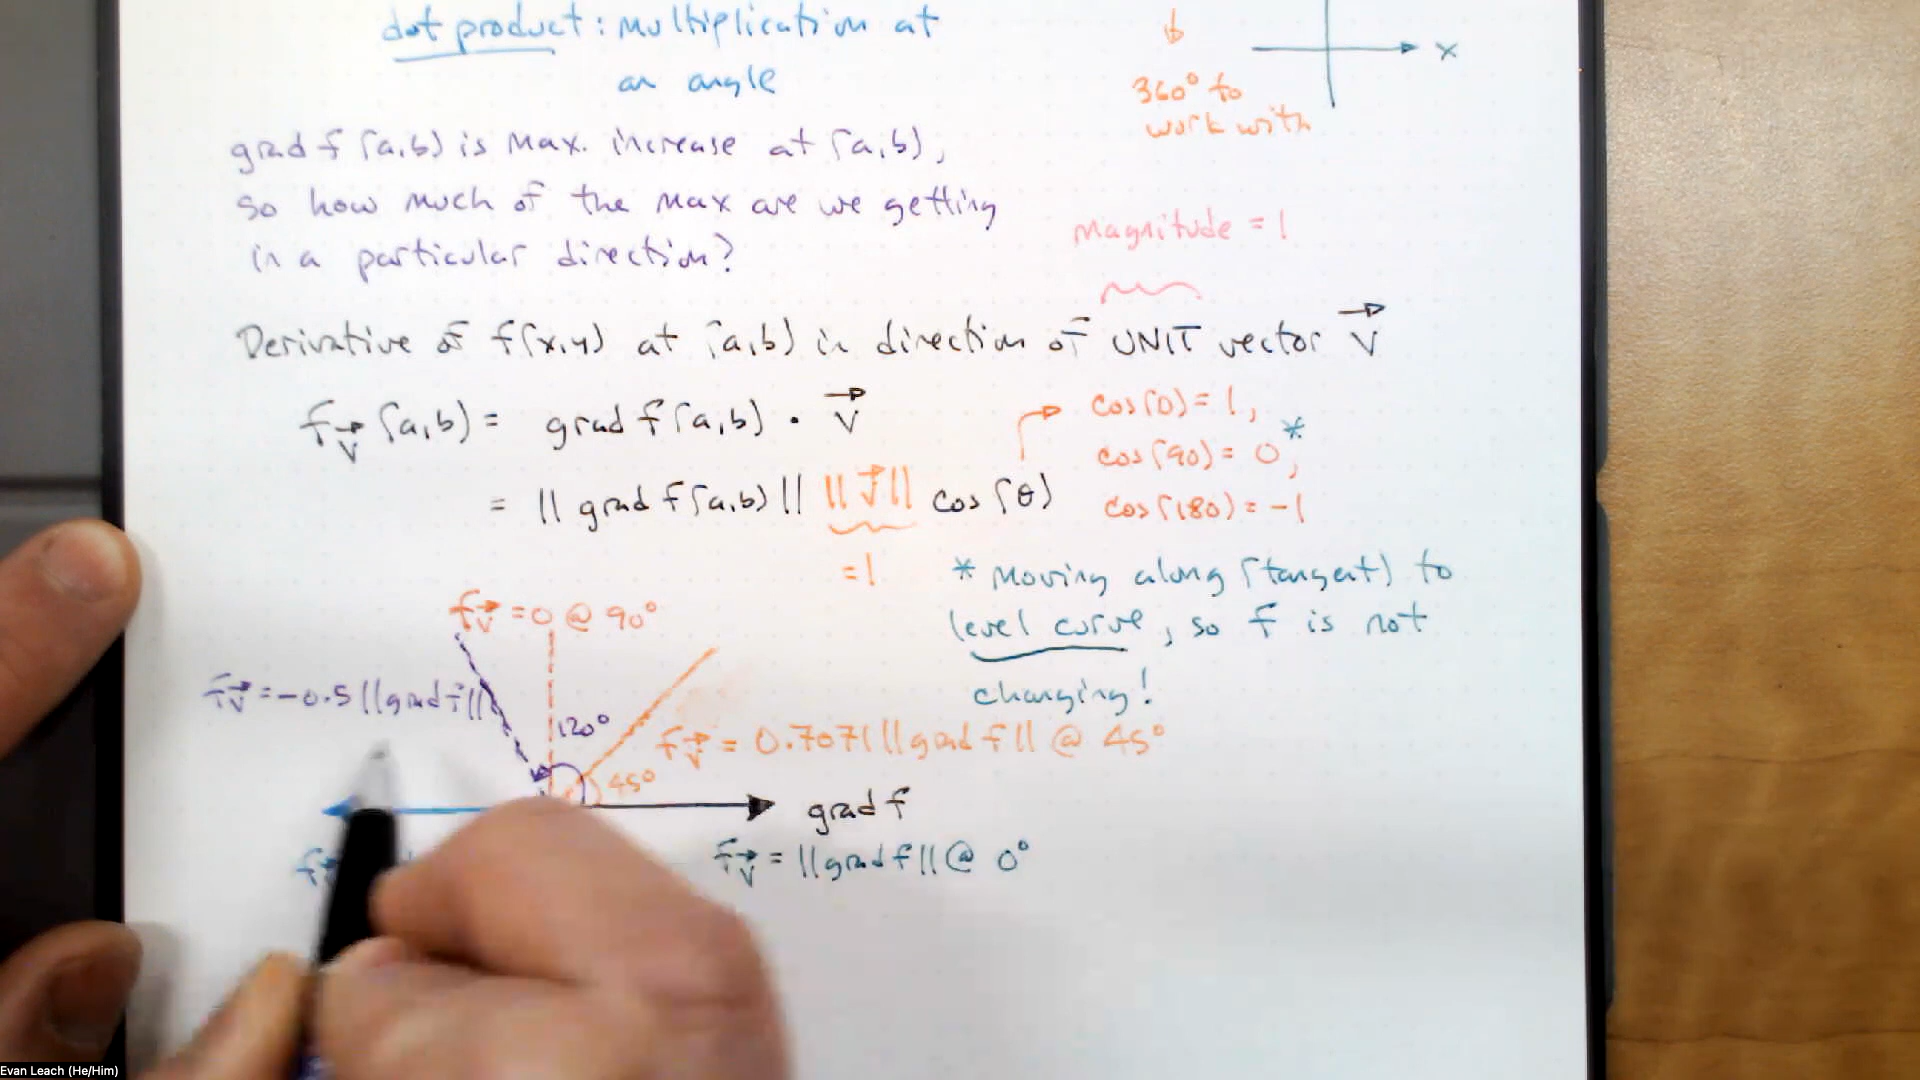 dot product : multiplication at
an angle
360° to
work with
x
grad f (a,b) is max. increase at (a,b),
so how much of the max are we getting
in a particular direction?
magnitude = 1
Derivative of f(x,y) at (a,b) in direction of UNIT vector v
f_v (a,b) = grad f (a,b) · v
= || grad f (a,b) || ||v|| cos (θ)
=1
cos(0) = 1,
cos(90) = 0*,
cos(180) = -1
* moving along (tangent) to
level curve, so f is not
changing!
f_v = 0 @ 90°
f_v = -0.5 ||grad f||
120°
f_v = 0.7071 ||grad f || @ 45°
45°
grad f
f_v = ||grad f|| @ 0°
Evan Leach (He/Him)